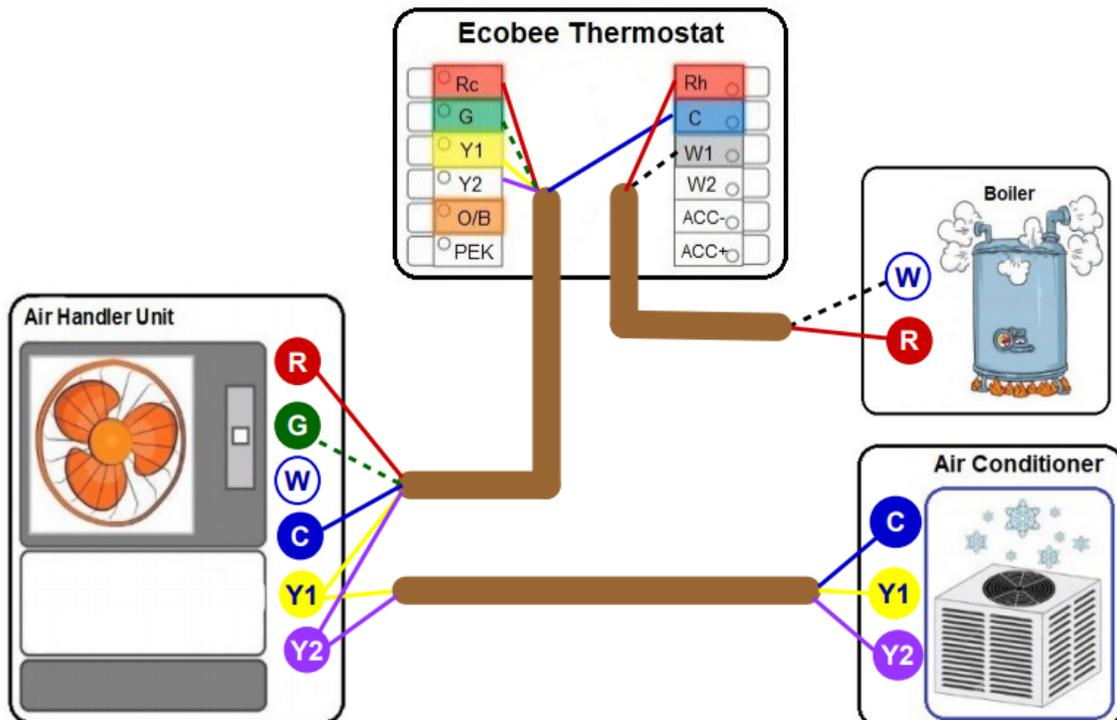 Ecobee Thermostat
Rc
G
Y1
Y2
O/B
PEK
Rh
C
W1
W2
ACC-
ACC+
Boiler
W
R
Air Handler Unit
R
G
W
C
Y1
Y2
Air Conditioner
C
Y1
Y2